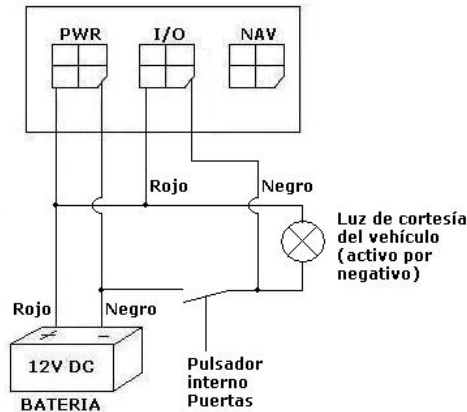 PWR I/O NAV
Rojo Negro
Luz de cortesía
del vehículo
(activo por
negativo)
Rojo Negro
+ -
12V DC
BATERIA
Pulsador
interno
Puertas